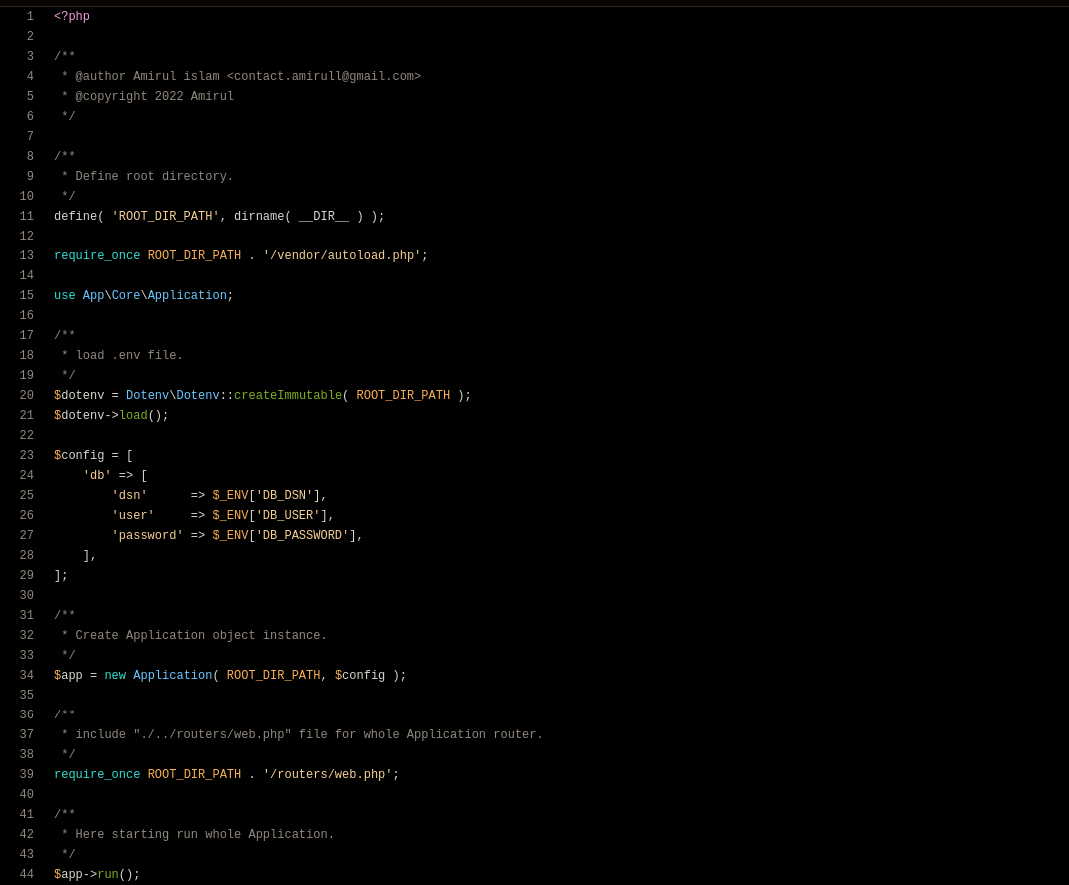 1 <?php
2
3 /**
4  * @author Amirul islam <contact.amirull@gmail.com>
5  * @copyright 2022 Amirul
6  */
7
8 /**
9  * Define root directory.
10  */
11 define( 'ROOT_DIR_PATH', dirname( __DIR__ ) );
12
13 require_once ROOT_DIR_PATH . '/vendor/autoload.php';
14
15 use App\Core\Application;
16
17 /**
18  * load .env file.
19  */
20 $dotenv = Dotenv\Dotenv::createImmutable( ROOT_DIR_PATH );
21 $dotenv->load();
22
23 $config = [
24     'db' => [
25         'dsn'      => $_ENV['DB_DSN'],
26         'user'     => $_ENV['DB_USER'],
27         'password' => $_ENV['DB_PASSWORD'],
28     ],
29 ];
30
31 /**
32  * Create Application object instance.
33  */
34 $app = new Application( ROOT_DIR_PATH, $config );
35
36 /**
37  * include "./../routers/web.php" file for whole Application router.
38  */
39 require_once ROOT_DIR_PATH . '/routers/web.php';
40
41 /**
42  * Here starting run whole Application.
43  */
44 $app->run();